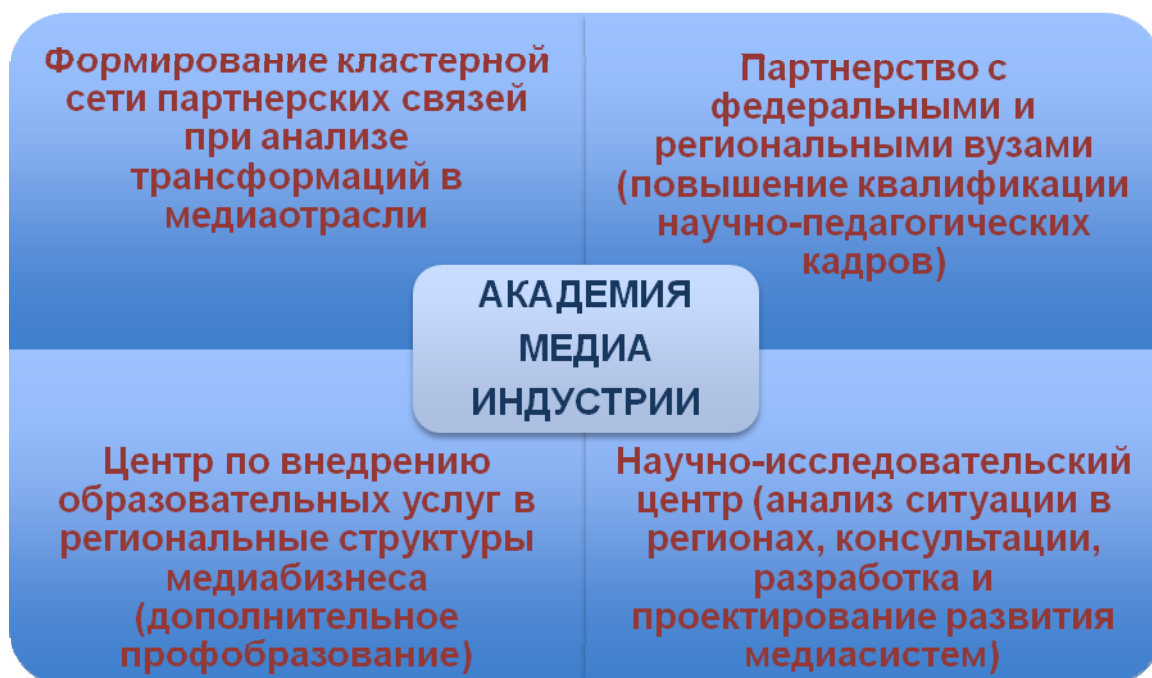 Формирование кластерной
сети партнерских связей
при анализе
трансформаций в
медиаотрасли
Партнерство с
федеральными и
региональными вузами
(повышение квалификации
научно-педагогических
кадров)
АКАДЕМИЯ
МЕДИА
ИНДУСТРИИ
Центр по внедрению
образовательных услуг в
региональные структуры
медиабизнеса
(дополнительное
профобразование)
Научно-исследовательский
центр (анализ ситуации в
регионах, консультации,
разработка и
проектирование развития
медиасистем)